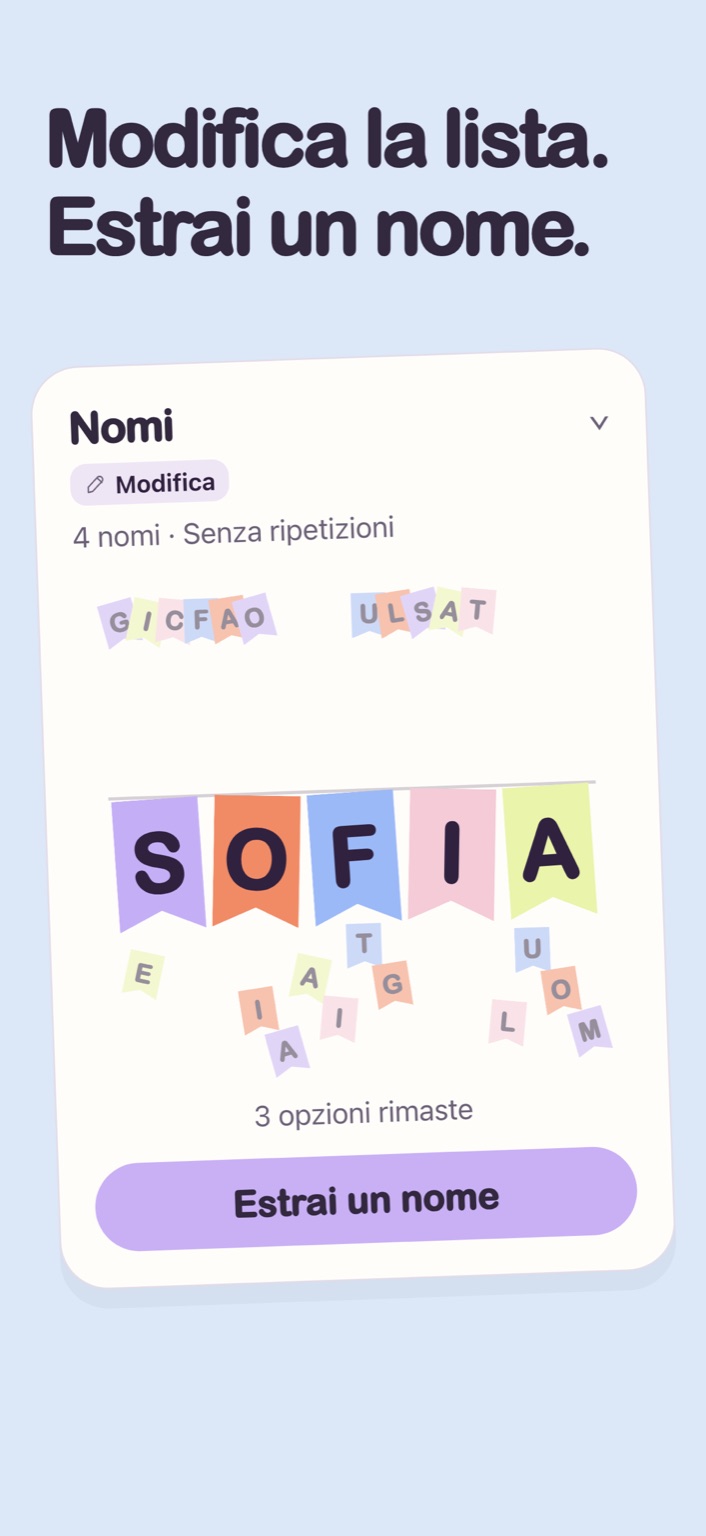 Modifica la lista.
Estrai un nome.
Nomi
Modifica
4 nomi · Senza ripetizioni
GICFAO ULSAT
SOFIA
T
E A G U
I I O
A L M
3 opzioni rimaste
Estrai un nome